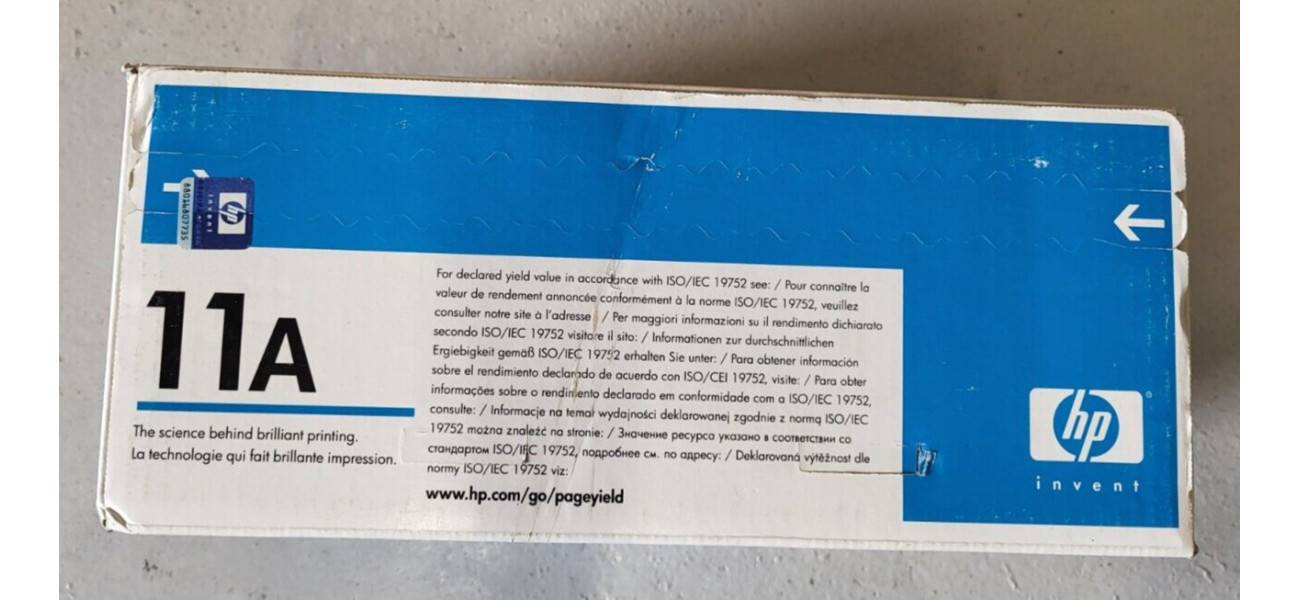 88016807735
hp
invent
11A
The science behind brilliant printing.
La technologie qui fait brillante impression.
For declared yield value in accordance with ISO/IEC 19752 see: / Pour connaître la
valeur de rendement annoncée conformément à la norme ISO/IEC 19752, veuillez
consulter notre site à l'adresse / Per maggiori informazioni su il rendimento dichiarato
secondo ISO/IEC 19752 visitare il sito: / Informationen zur durchschnittlichen
Ergiebigkeit gemäß ISO/IEC 19752 erhalten Sie unter: / Para obtener información
sobre el rendimiento declarado de acuerdo con ISO/CEI 19752, visite: / Para obter
informações sobre o rendimento declarado em conformidade com a ISO/IEC 19752,
consulte: / Informacje na temat wydajności deklarowanej zgodnie z normą ISO/IEC
19752 można znaleźć na stronie: / Значение ресурса указано в соответствии со
стандартом ISO/IEC 19752, подробнее см. по адресу: / Deklarovaná výtěžnost dle
normy ISO/IEC 19752 viz:
www.hp.com/go/pageyield
hp
invent